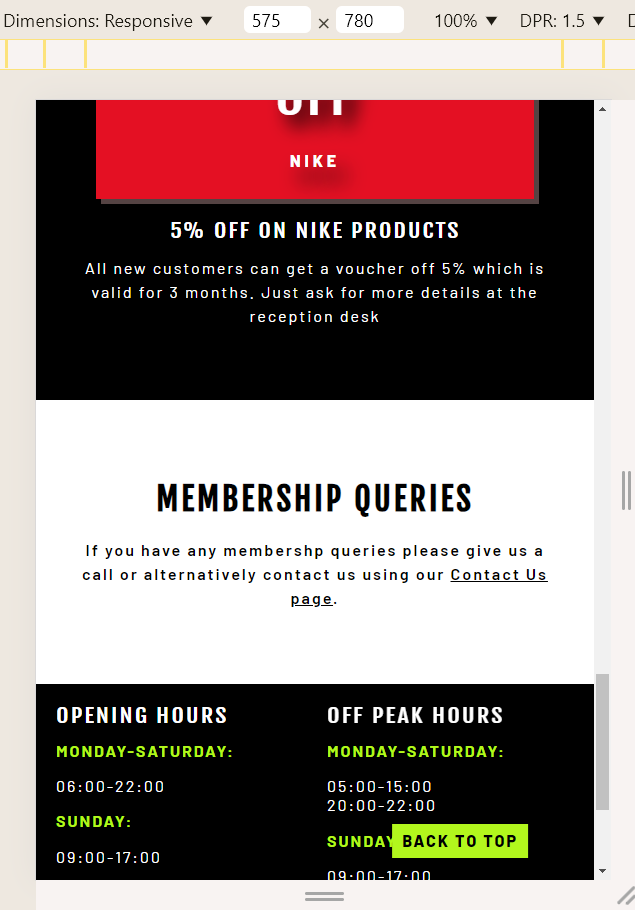 Dimensions: Responsive ▼ 575 × 780 100% ▼ DPR: 1.5 ▼ D
OFF
NIKE
5% OFF ON NIKE PRODUCTS
All new customers can get a voucher off 5% which is
valid for 3 months. Just ask for more details at the
reception desk
MEMBERSHIP QUERIES
If you have any membershp queries please give us a
call or alternatively contact us using our Contact Us
page.
OPENING HOURS
MONDAY-SATURDAY:
06:00-22:00
SUNDAY:
09:00-17:00
OFF PEAK HOURS
MONDAY-SATURDAY:
05:00-15:00
20:00-22:00
SUNDAY
BACK TO TOP
09:00-17:00